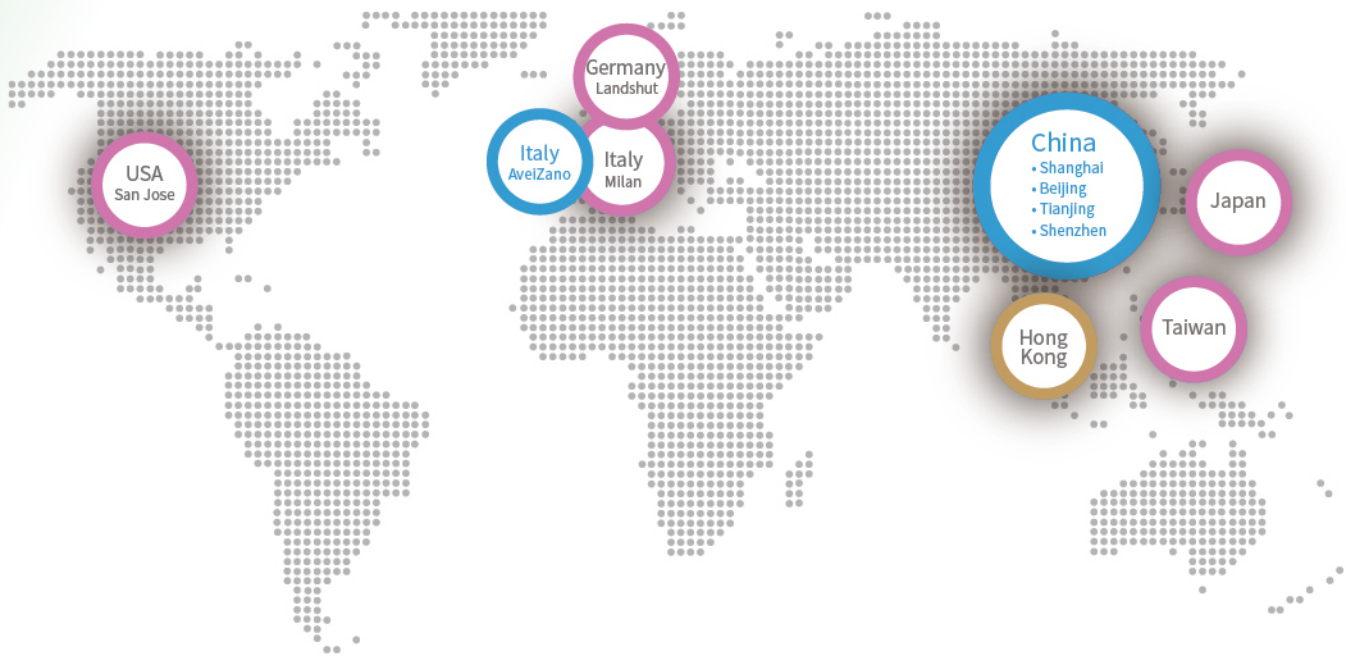 Germany
Landshut
USA
San Jose
Italy
AveiZano
Italy
Milan
China
• Shanghai
• Beijing
• Tianjing
• Shenzhen
Japan
Taiwan
Hong
Kong